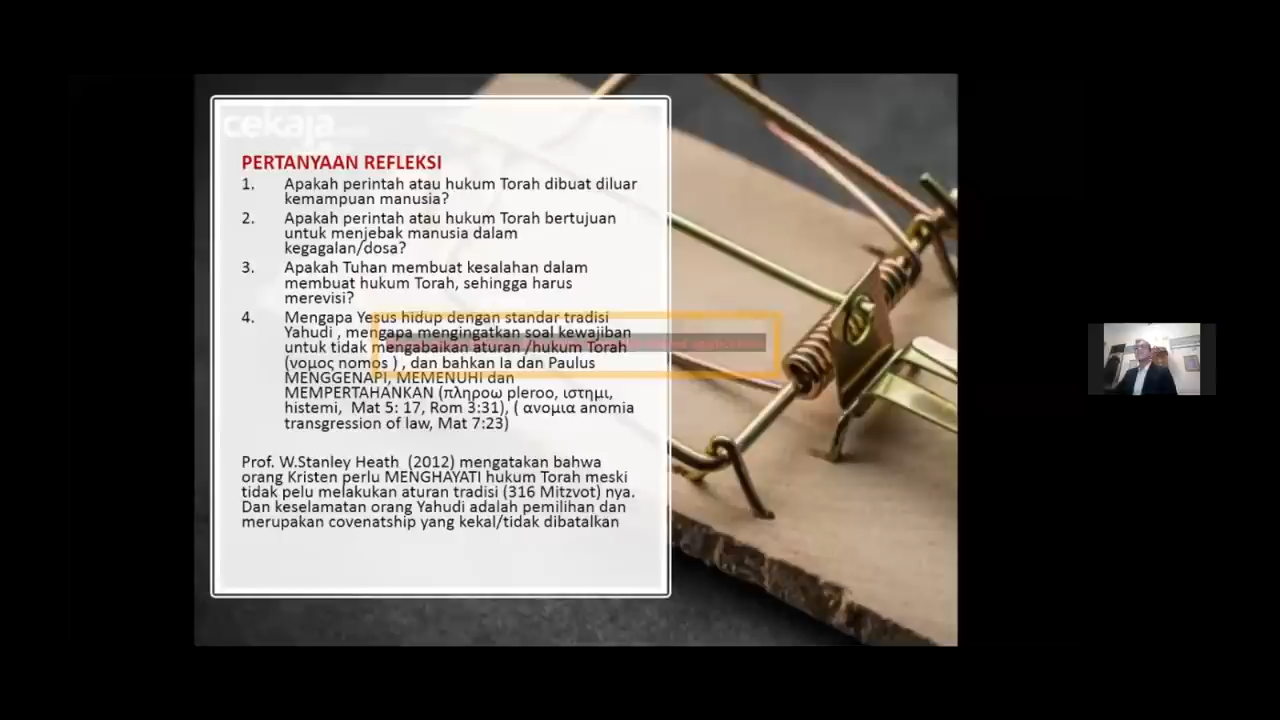 cekaja
PERTANYAAN REFLEKSI
1. Apakah perintah atau hukum Torah dibuat diluar
kemampuan manusia?
2. Apakah perintah atau hukum Torah bertujuan
untuk menjebak manusia dalam
kegagalan/dosa?
3. Apakah Tuhan membuat kesalahan dalam
membuat hukum Torah, sehingga harus
merevisi?
4. Mengapa Yesus hidup dengan standar tradisi
Yahudi , mengapa mengingatkan soal kewajiban
untuk tidak mengabaikan aturan /hukum Torah
(νομος nomos ) , dan bahkan Ia dan Paulus
MENGGENAPI, MEMENUHI dan
MEMPERTAHANKAN (πληροω pleroo, ιστημι,
histemi, Mat 5: 17, Rom 3:31), ( ανομια anomia
transgression of law, Mat 7:23)
Prof. W.Stanley Heath (2012) mengatakan bahwa
orang Kristen perlu MENGHAYATI hukum Torah meski
tidak pelu melakukan aturan tradisi (316 Mitzvot) nya.
Dan keselamatan orang Yahudi adalah pemilihan dan
merupakan covenatship yang kekal/tidak dibatalkan